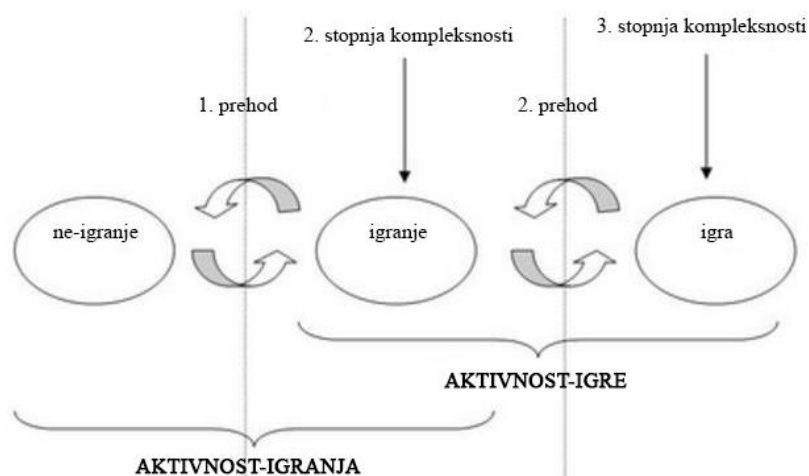 2. stopnja kompleksnosti
3. stopnja kompleksnosti
1. prehod
2. prehod
ne-igranje
igranje
igra
AKTIVNOST-IGRE
AKTIVNOST-IGRANJA